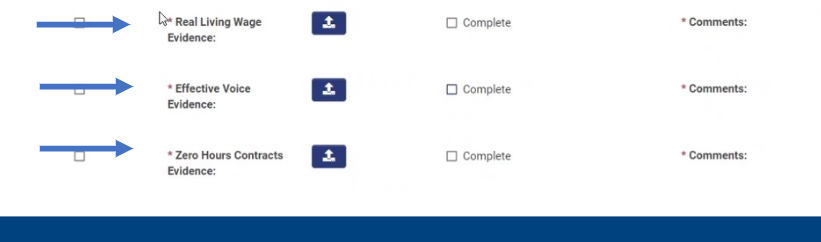 * Real Living Wage Complete * Comments:
Evidence:
* Effective Voice Complete * Comments:
Evidence:
* Zero Hours Contracts Complete * Comments:
Evidence: